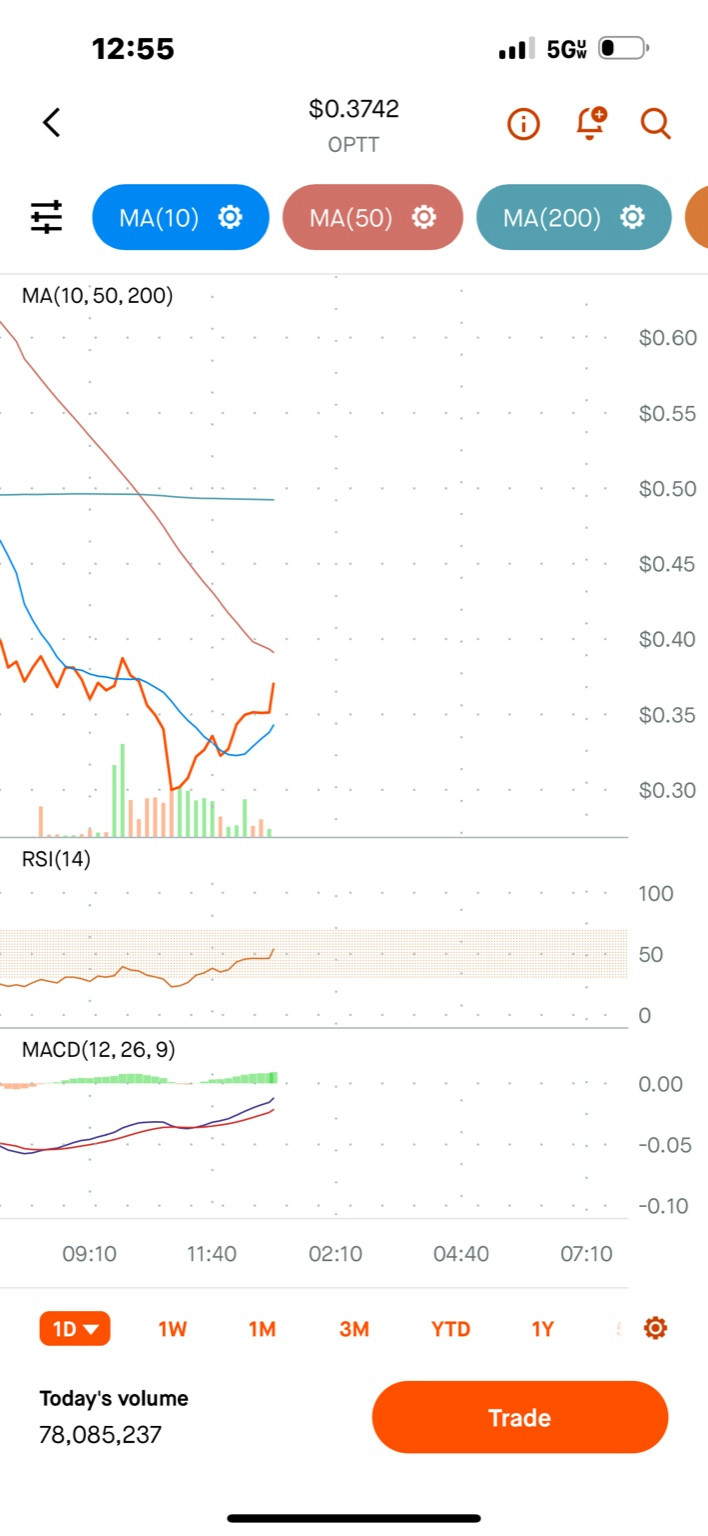 12:55
5GUW
$0.3742
OPTT
MA(10)
MA(50)
MA(200)
MA(10, 50, 200)
$0.60
$0.55
$0.50
$0.45
$0.40
$0.35
$0.30
RSI(14)
100
50
0
MACD(12, 26, 9)
0.00
-0.05
-0.10
09:10 11:40 02:10 04:40 07:10
1D 1W 1M 3M YTD 1Y
Today's volume
78,085,237
Trade